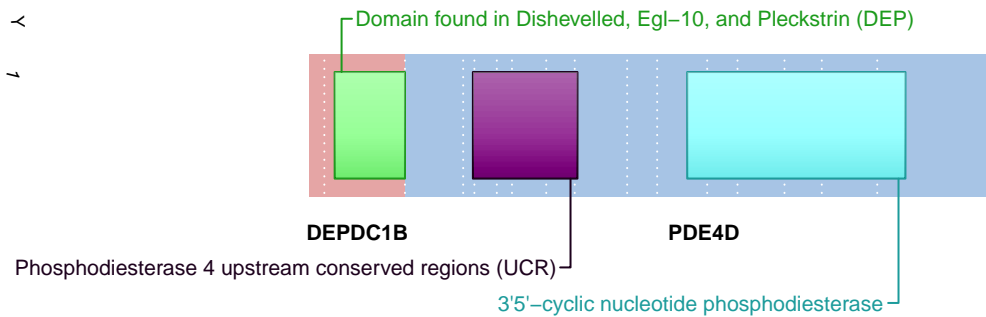 Domain found in Dishevelled, Egl−10, and Pleckstrin (DEP)
Y
1
DEPDC1B
PDE4D
Phosphodiesterase 4 upstream conserved regions (UCR)
3'5'−cyclic nucleotide phosphodiesterase